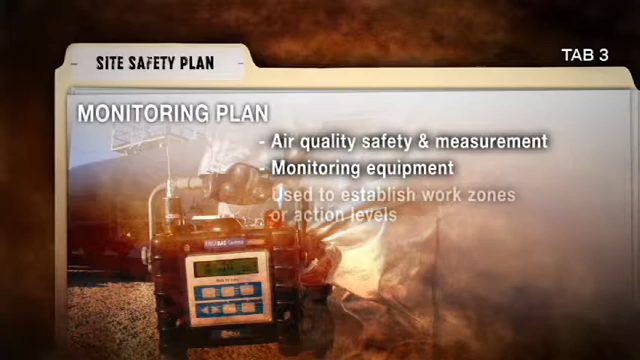 SITE SAFETY PLAN
TAB 3
MONITORING PLAN
- Air quality safety & measurement
- Monitoring equipment
- Used to establish work zones
or action levels